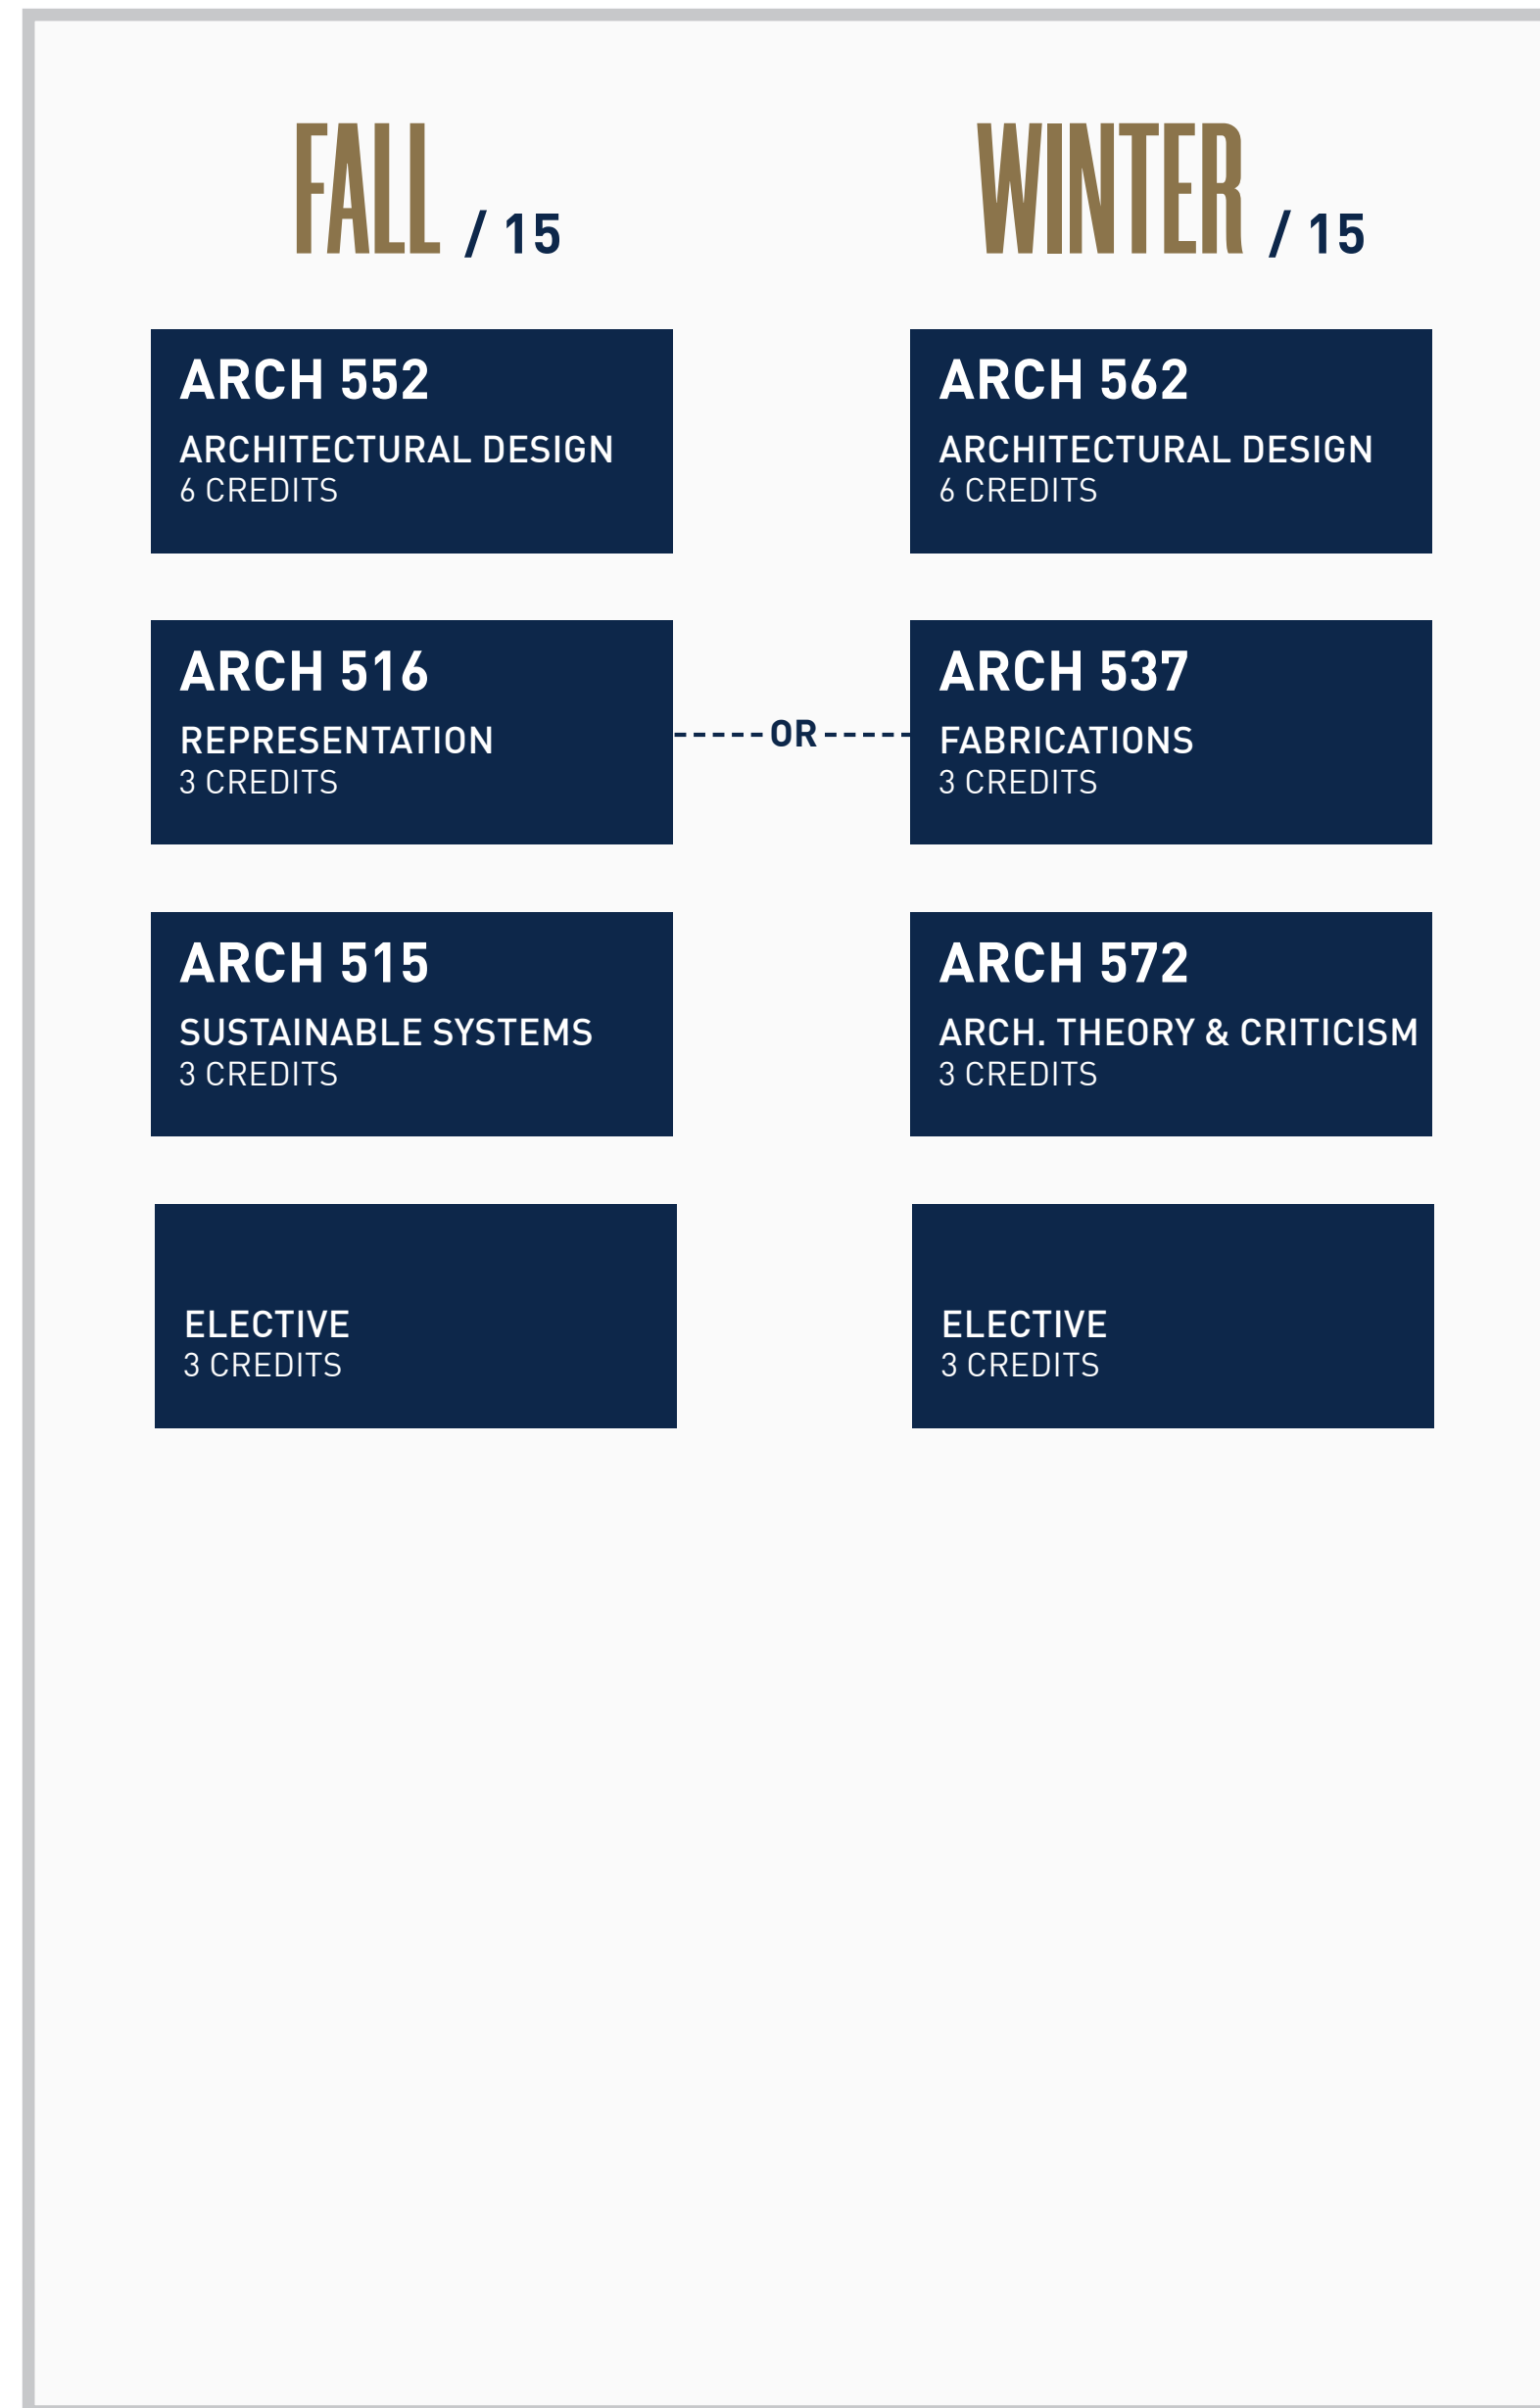 FALL / 15
ARCH 552
ARCHITECTURAL DESIGN
6 CREDITS
ARCH 516
REPRESENTATION
3 CREDITS
OR
ARCH 515
SUSTAINABLE SYSTEMS
3 CREDITS
ELECTIVE
3 CREDITS
WINTER / 15
ARCH 562
ARCHITECTURAL DESIGN
6 CREDITS
ARCH 537
FABRICATIONS
3 CREDITS
ARCH 572
ARCH. THEORY & CRITICISM
3 CREDITS
ELECTIVE
3 CREDITS